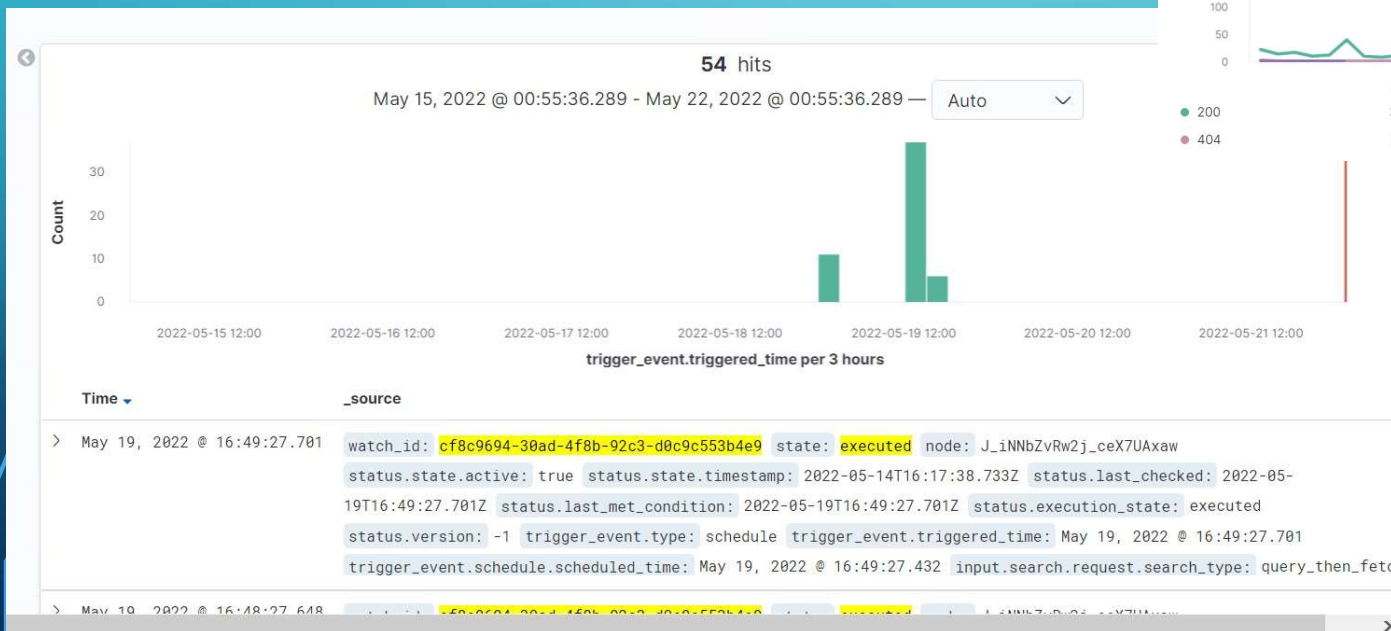 54 hits
May 15, 2022 @ 00:55:36.289 - May 22, 2022 @ 00:55:36.289 — Auto
100
50
0
200
404
Count
30
20
10
0
2022-05-15 12:00 2022-05-16 12:00 2022-05-17 12:00 2022-05-18 12:00 2022-05-19 12:00 2022-05-20 12:00 2022-05-21 12:00
trigger_event.triggered_time per 3 hours
Time _source
May 19, 2022 @ 16:49:27.701 watch_id: cf8c9694-30ad-4f8b-92c3-d0c9c553b4e9 state: executed node: J_iNNbZvRw2j_ceX7UAxaw
status.state.active: true status.state.timestamp: 2022-05-14T16:17:38.733Z status.last_checked: 2022-05-
19T16:49:27.701Z status.last_met_condition: 2022-05-19T16:49:27.701Z status.execution_state: executed
status.version: -1 trigger_event.type: schedule trigger_event.triggered_time: May 19, 2022 @ 16:49:27.701
trigger_event.schedule.scheduled_time: May 19, 2022 @ 16:49:27.432 input.search.request.search_type: query_then_fetc
May 19, 2022 @ 16:48:27.648